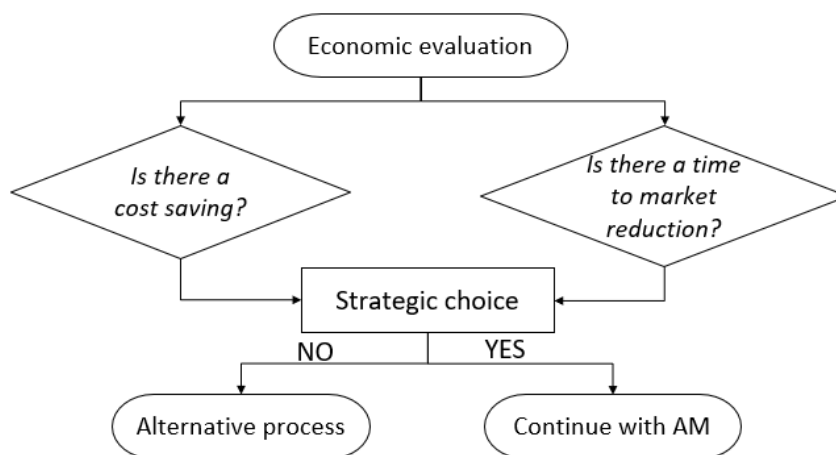 Economic evaluation
Is there a
cost saving?
Is there a time
to market
reduction?
Strategic choice
NO
YES
Alternative process
Continue with AM